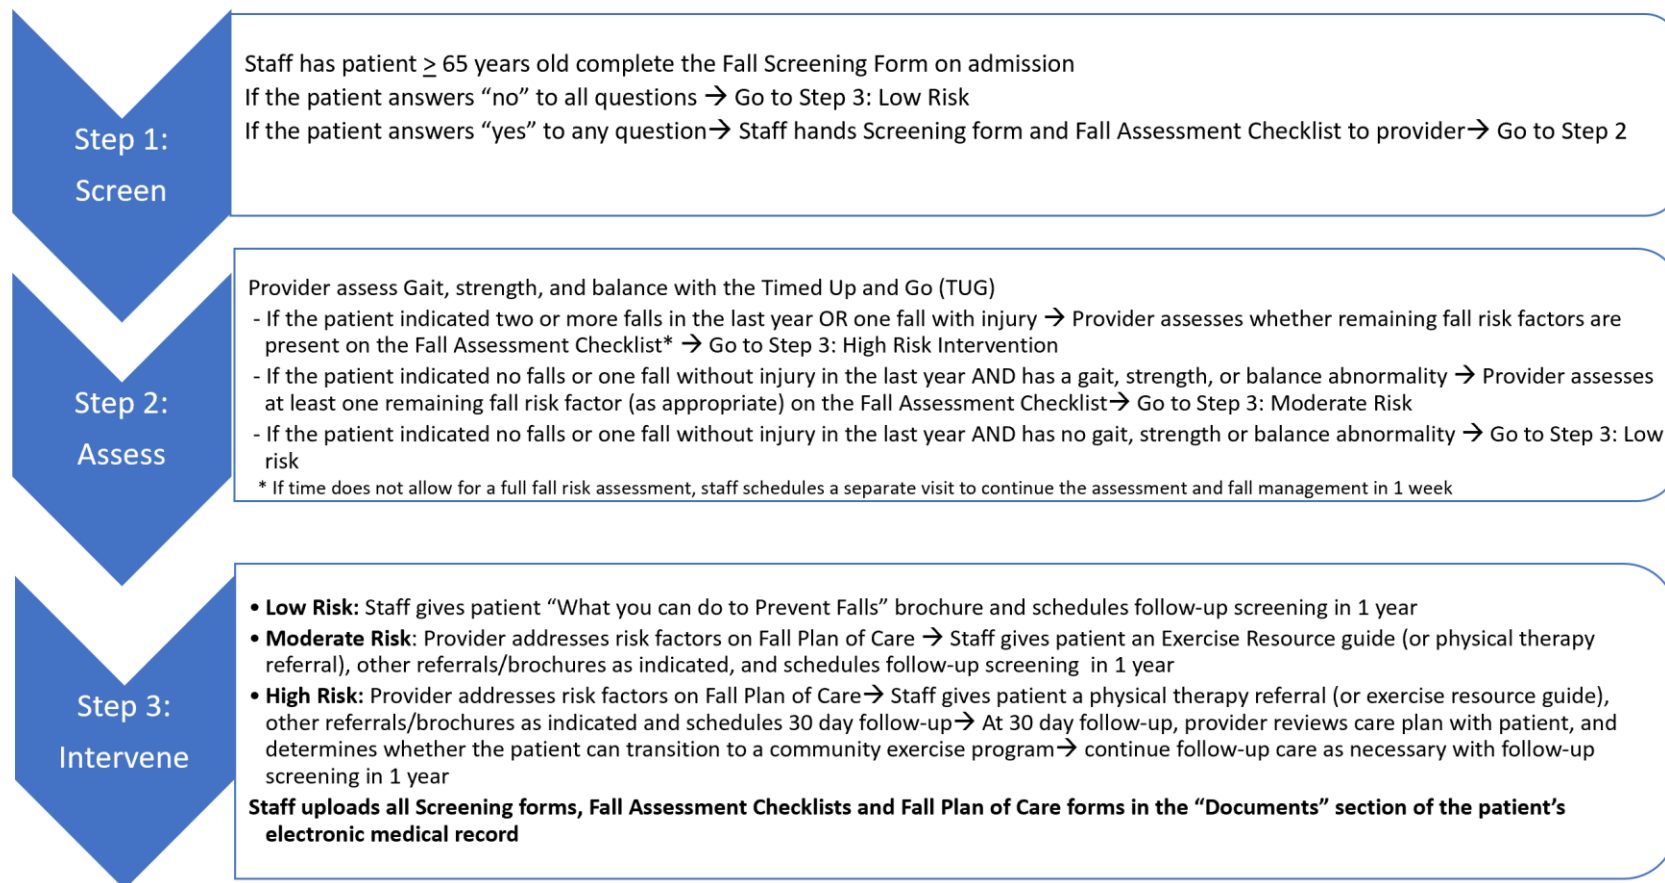 Step 1:
Screen
Staff has patient ≥ 65 years old complete the Fall Screening Form on admission
If the patient answers “no” to all questions → Go to Step 3: Low Risk
If the patient answers “yes” to any question→ Staff hands Screening form and Fall Assessment Checklist to provider→ Go to Step 2
Step 2:
Assess
Provider assess Gait, strength, and balance with the Timed Up and Go (TUG)
- If the patient indicated two or more falls in the last year OR one fall with injury → Provider assesses whether remaining fall risk factors are
present on the Fall Assessment Checklist* → Go to Step 3: High Risk Intervention
- If the patient indicated no falls or one fall without injury in the last year AND has a gait, strength, or balance abnormality → Provider assesses
at least one remaining fall risk factor (as appropriate) on the Fall Assessment Checklist→ Go to Step 3: Moderate Risk
- If the patient indicated no falls or one fall without injury in the last year AND has no gait, strength or balance abnormality → Go to Step 3: Low
risk
* If time does not allow for a full fall risk assessment, staff schedules a separate visit to continue the assessment and fall management in 1 week
Step 3:
Intervene
• Low Risk: Staff gives patient “What you can do to Prevent Falls” brochure and schedules follow-up screening in 1 year
• Moderate Risk: Provider addresses risk factors on Fall Plan of Care → Staff gives patient an Exercise Resource guide (or physical therapy
referral), other referrals/brochures as indicated, and schedules follow-up screening in 1 year
• High Risk: Provider addresses risk factors on Fall Plan of Care→ Staff gives patient a physical therapy referral (or exercise resource guide),
other referrals/brochures as indicated and schedules 30 day follow-up→ At 30 day follow-up, provider reviews care plan with patient, and
determines whether the patient can transition to a community exercise program→ continue follow-up care as necessary with follow-up
screening in 1 year
Staff uploads all Screening forms, Fall Assessment Checklists and Fall Plan of Care forms in the “Documents” section of the patient’s
electronic medical record